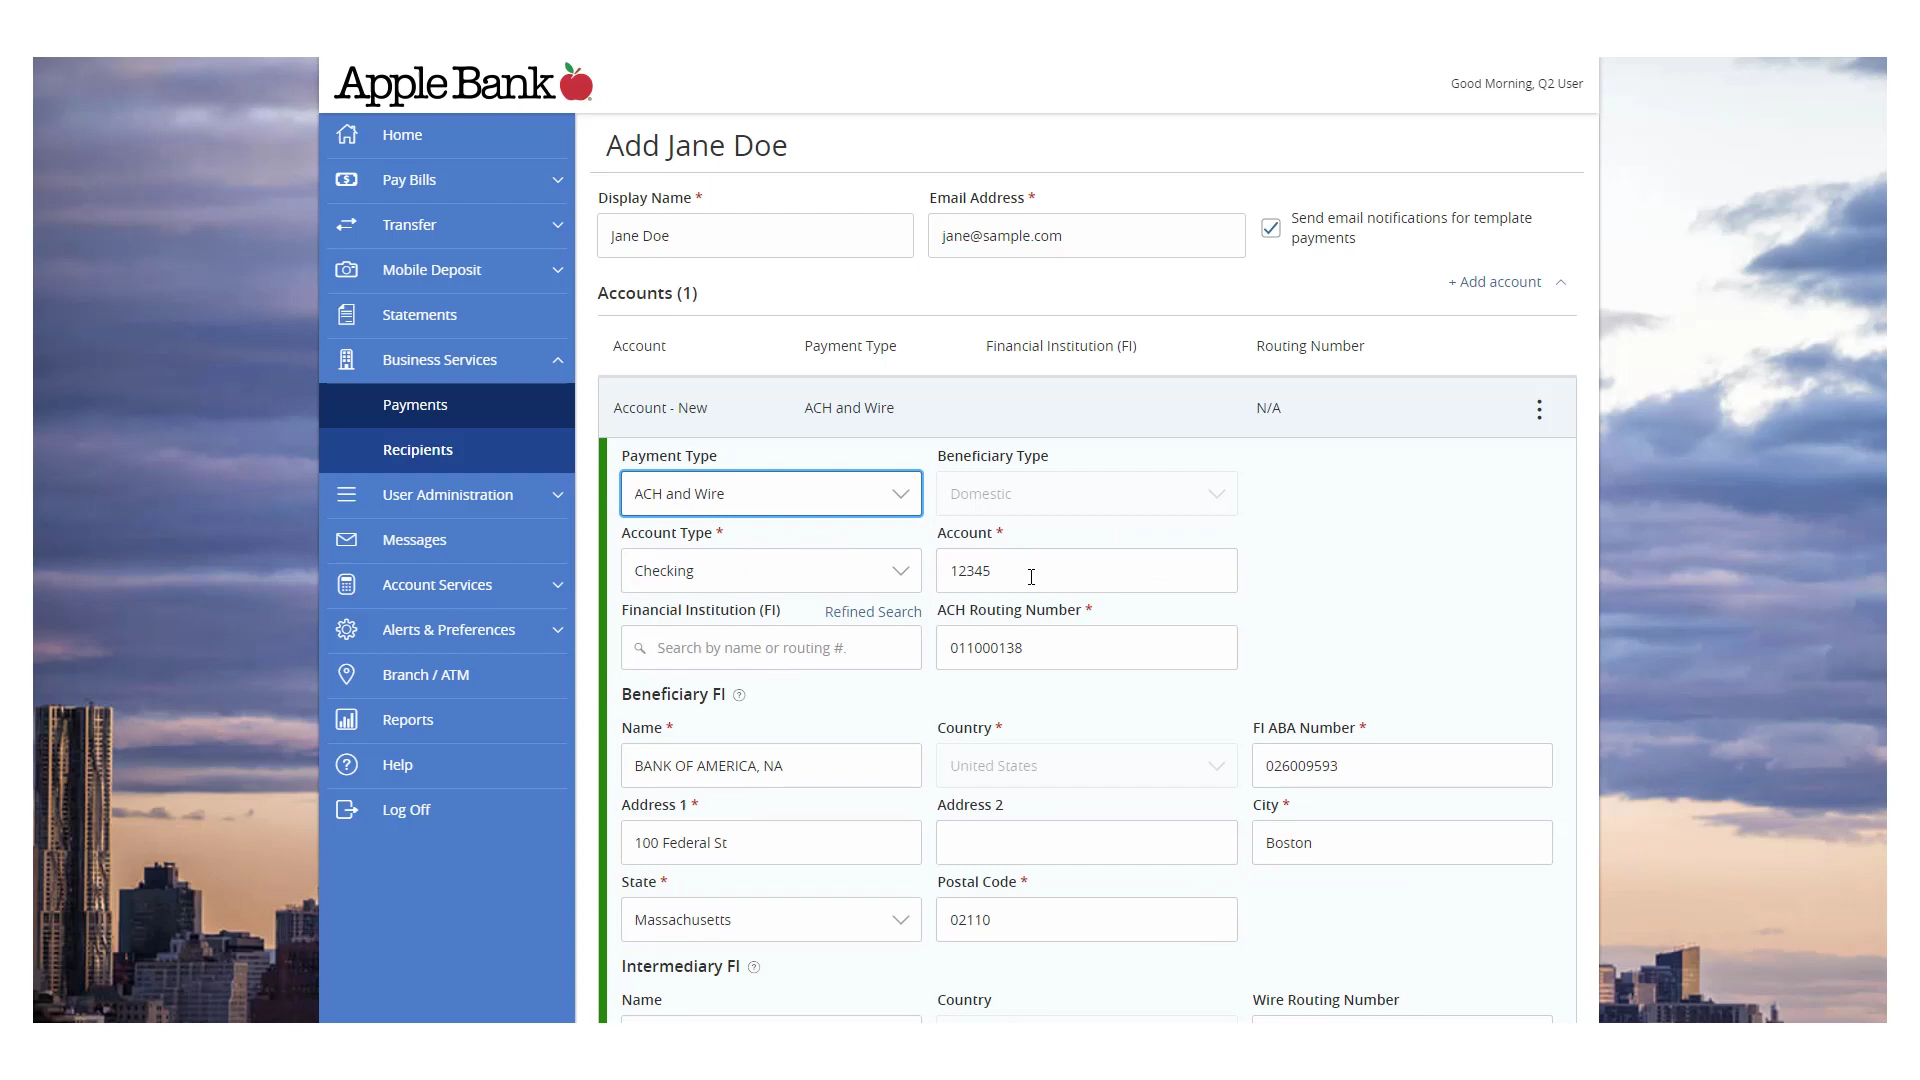 Apple Bank
Good Morning, Q2 User
Home
Pay Bills
Transfer
Mobile Deposit
Statements
Business Services
Payments
Recipients
User Administration
Messages
Account Services
Alerts & Preferences
Branch / ATM
Reports
Help
Log Off
Add Jane Doe
Display Name *
Email Address *
Jane Doe
jane@sample.com
Send email notifications for template
payments
+ Add account
Accounts (1)
Account
Payment Type
Financial Institution (FI)
Routing Number
Account - New
ACH and Wire
N/A
Payment Type
Beneficiary Type
ACH and Wire
Domestic
Account Type *
Account *
Checking
12345
Financial Institution (FI)
Refined Search
ACH Routing Number *
Search by name or routing #.
011000138
Beneficiary FI ?
Name *
Country *
FI ABA Number *
BANK OF AMERICA, NA
United States
026009593
Address 1 *
Address 2
City *
100 Federal St
Boston
State *
Postal Code *
Massachusetts
02110
Intermediary FI ?
Name
Country
Wire Routing Number